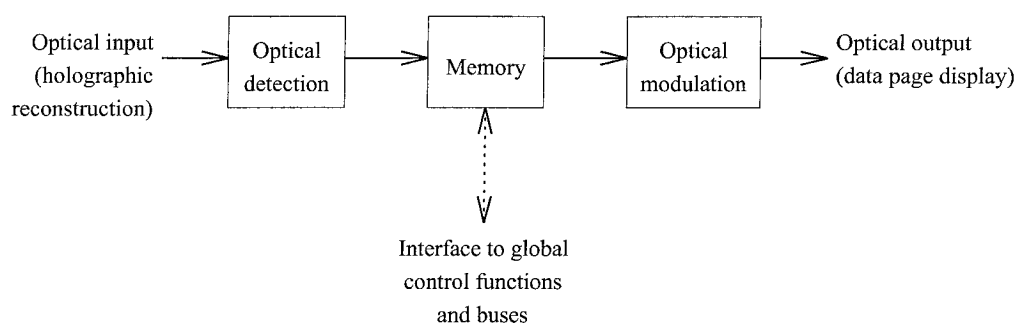 Optical input
(holographic
reconstruction)
Optical
detection
Memory
Optical
modulation
Optical output
(data page display)
Interface to global
control functions
and buses